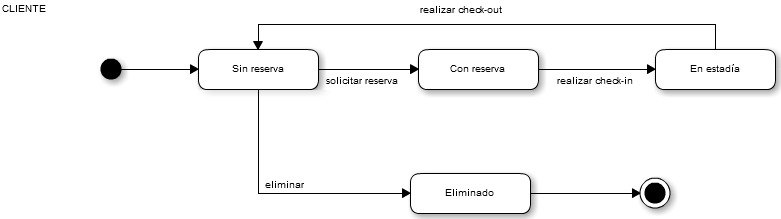 CLIENTE
realizar check-out
Sin reserva
solicitar reserva
Con reserva
realizar check-in
En estadía
eliminar
Eliminado